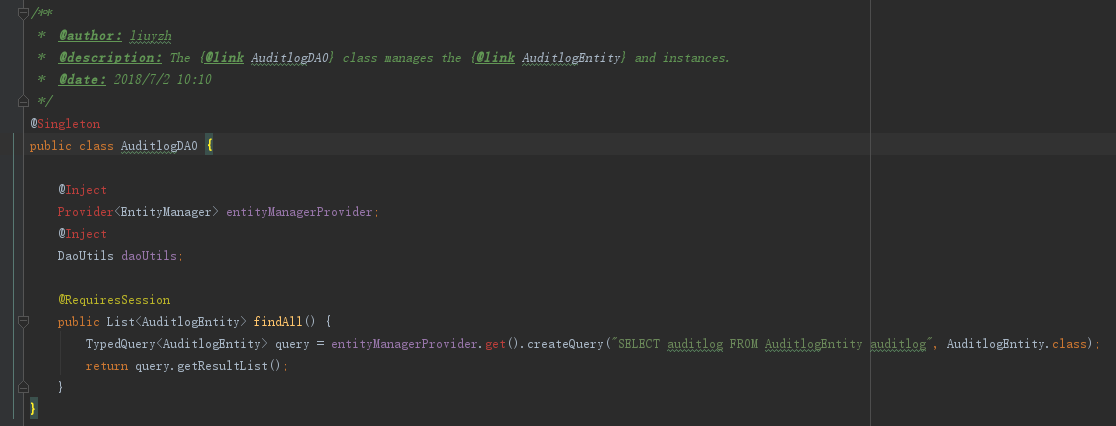 /**
 * @author: liuyzh
 * @description: The {@link AuditlogDAO} class manages the {@link AuditlogEntity} and instances.
 * @date: 2018/7/2 10:10
 */
@Singleton
public class AuditlogDAO {
    @Inject
    Provider<EntityManager> entityManagerProvider;
    @Inject
    DaoUtils daoUtils;
    @RequiresSession
    public List<AuditlogEntity> findAll() {
        TypedQuery<AuditlogEntity> query = entityManagerProvider.get().createQuery("SELECT auditlog FROM AuditlogEntity auditlog", AuditlogEntity.class);
        return query.getResultList();
    }
}